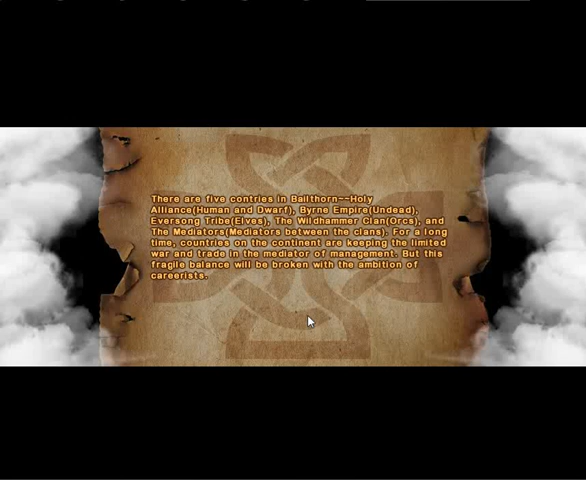 There are five contries in Bailthorn--Holy
Alliance(Human and Dwarf), Byrne Empire(Undead),
Eversong Tribe(Elves), The Wildhammer Clan(Orcs), and
The Mediators(Mediators between the clans). For a long
time, countries on the continent are keeping the limited
war and trade in the mediator of management. But this
fragile balance will be broken with the ambition of
careerists.